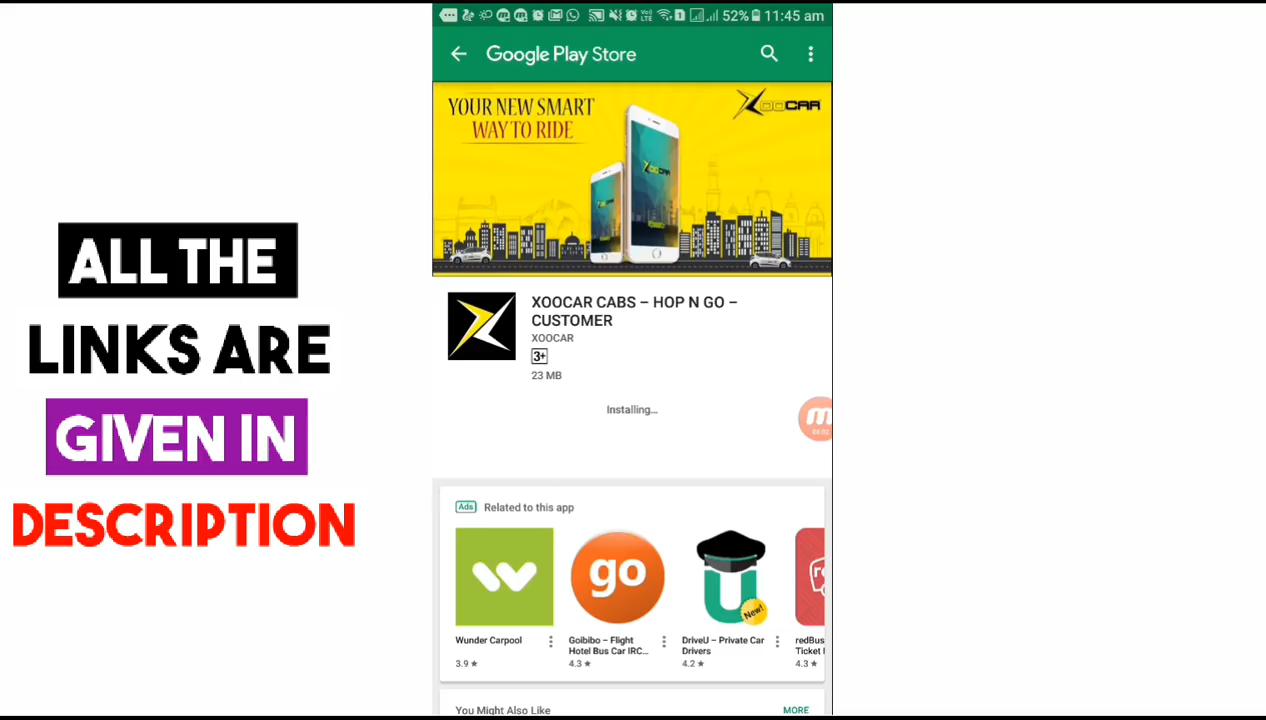 52% 11:45 am
Google Play Store
YOUR NEW SMART
WAY TO RIDE
XOOCAR
XOOCAR CABS – HOP N GO –
CUSTOMER
XOOCAR
3+
23 MB
Installing...
ALL THE
LINKS ARE
GIVEN IN
DESCRIPTION
Ads Related to this app
go
New!
Wunder Carpool
3.9 ★
Goibibo – Flight
Hotel Bus Car IRC...
4.3 ★
DriveU – Private Car
Drivers
4.2 ★
redBus
Ticket
4.3 ★
You Might Also Like
MORE